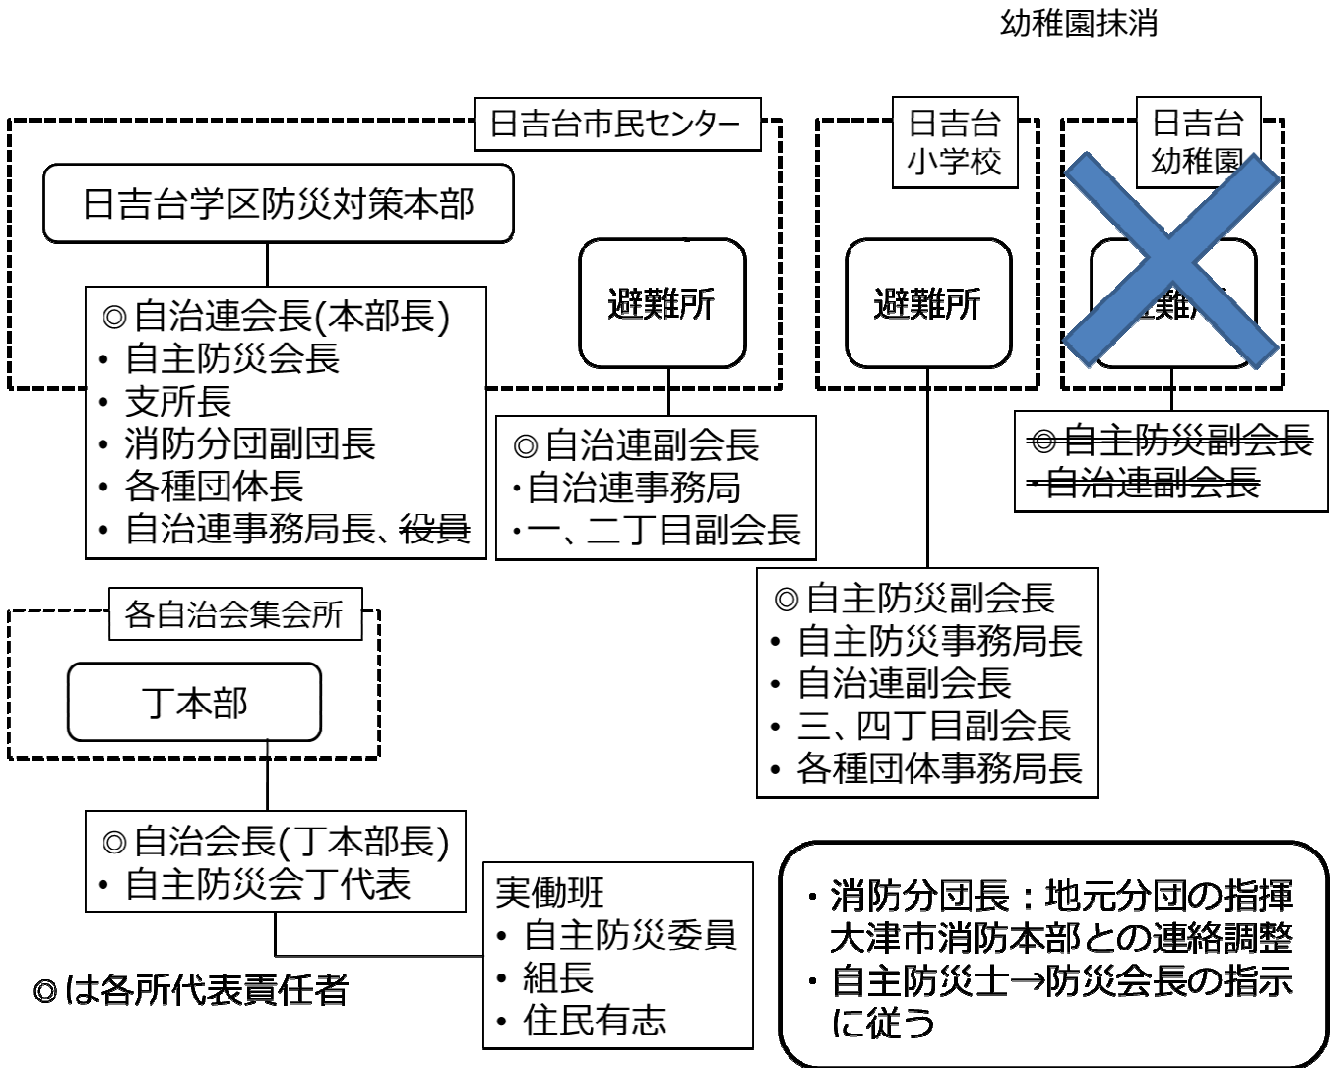 幼稚園抹消
日吉台市民センター
日吉台学区防災対策本部
◎自治連会長(本部長)
• 自主防災会長
• 支所長
• 消防分団副団長
• 各種団体長
• 自治連事務局長、役員
避難所
◎自治連副会長
・自治連事務局
・一、二丁目副会長
日吉台
小学校
避難所
◎自主防災副会長
• 自主防災事務局長
• 自治連副会長
• 三、四丁目副会長
• 各種団体事務局長
日吉台
幼稚園
避難所
◎自主防災副会長
・自治連副会長
各自治会集会所
丁本部
◎自治会長(丁本部長)
• 自主防災会丁代表
実働班
• 自主防災委員
• 組長
• 住民有志
◎は各所代表責任者
・消防分団長：地元分団の指揮
大津市消防本部との連絡調整
・自主防災士→防災会長の指示
に従う